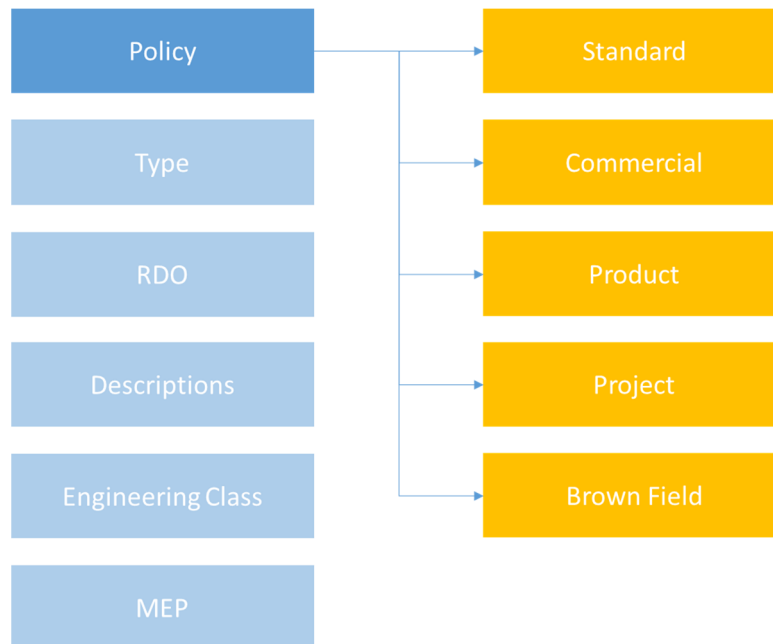 Policy
Standard
Type
Commercial
RDO
Product
Descriptions
Project
Engineering Class
Brown Field
MEP